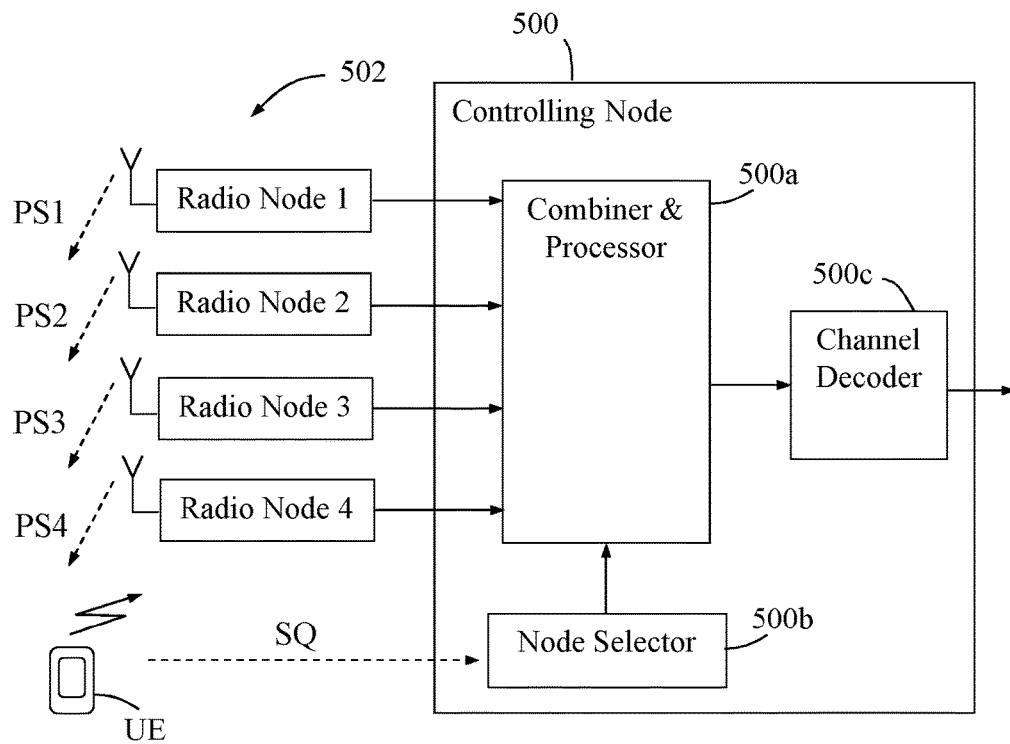 500
502
Controlling Node
500a
Radio Node 1
Combiner &
Processor
PS1
500c
Radio Node 2
PS2
Channel
Decoder
Radio Node 3
PS3
Radio Node 4
PS4
500b
SQ
Node Selector
UE